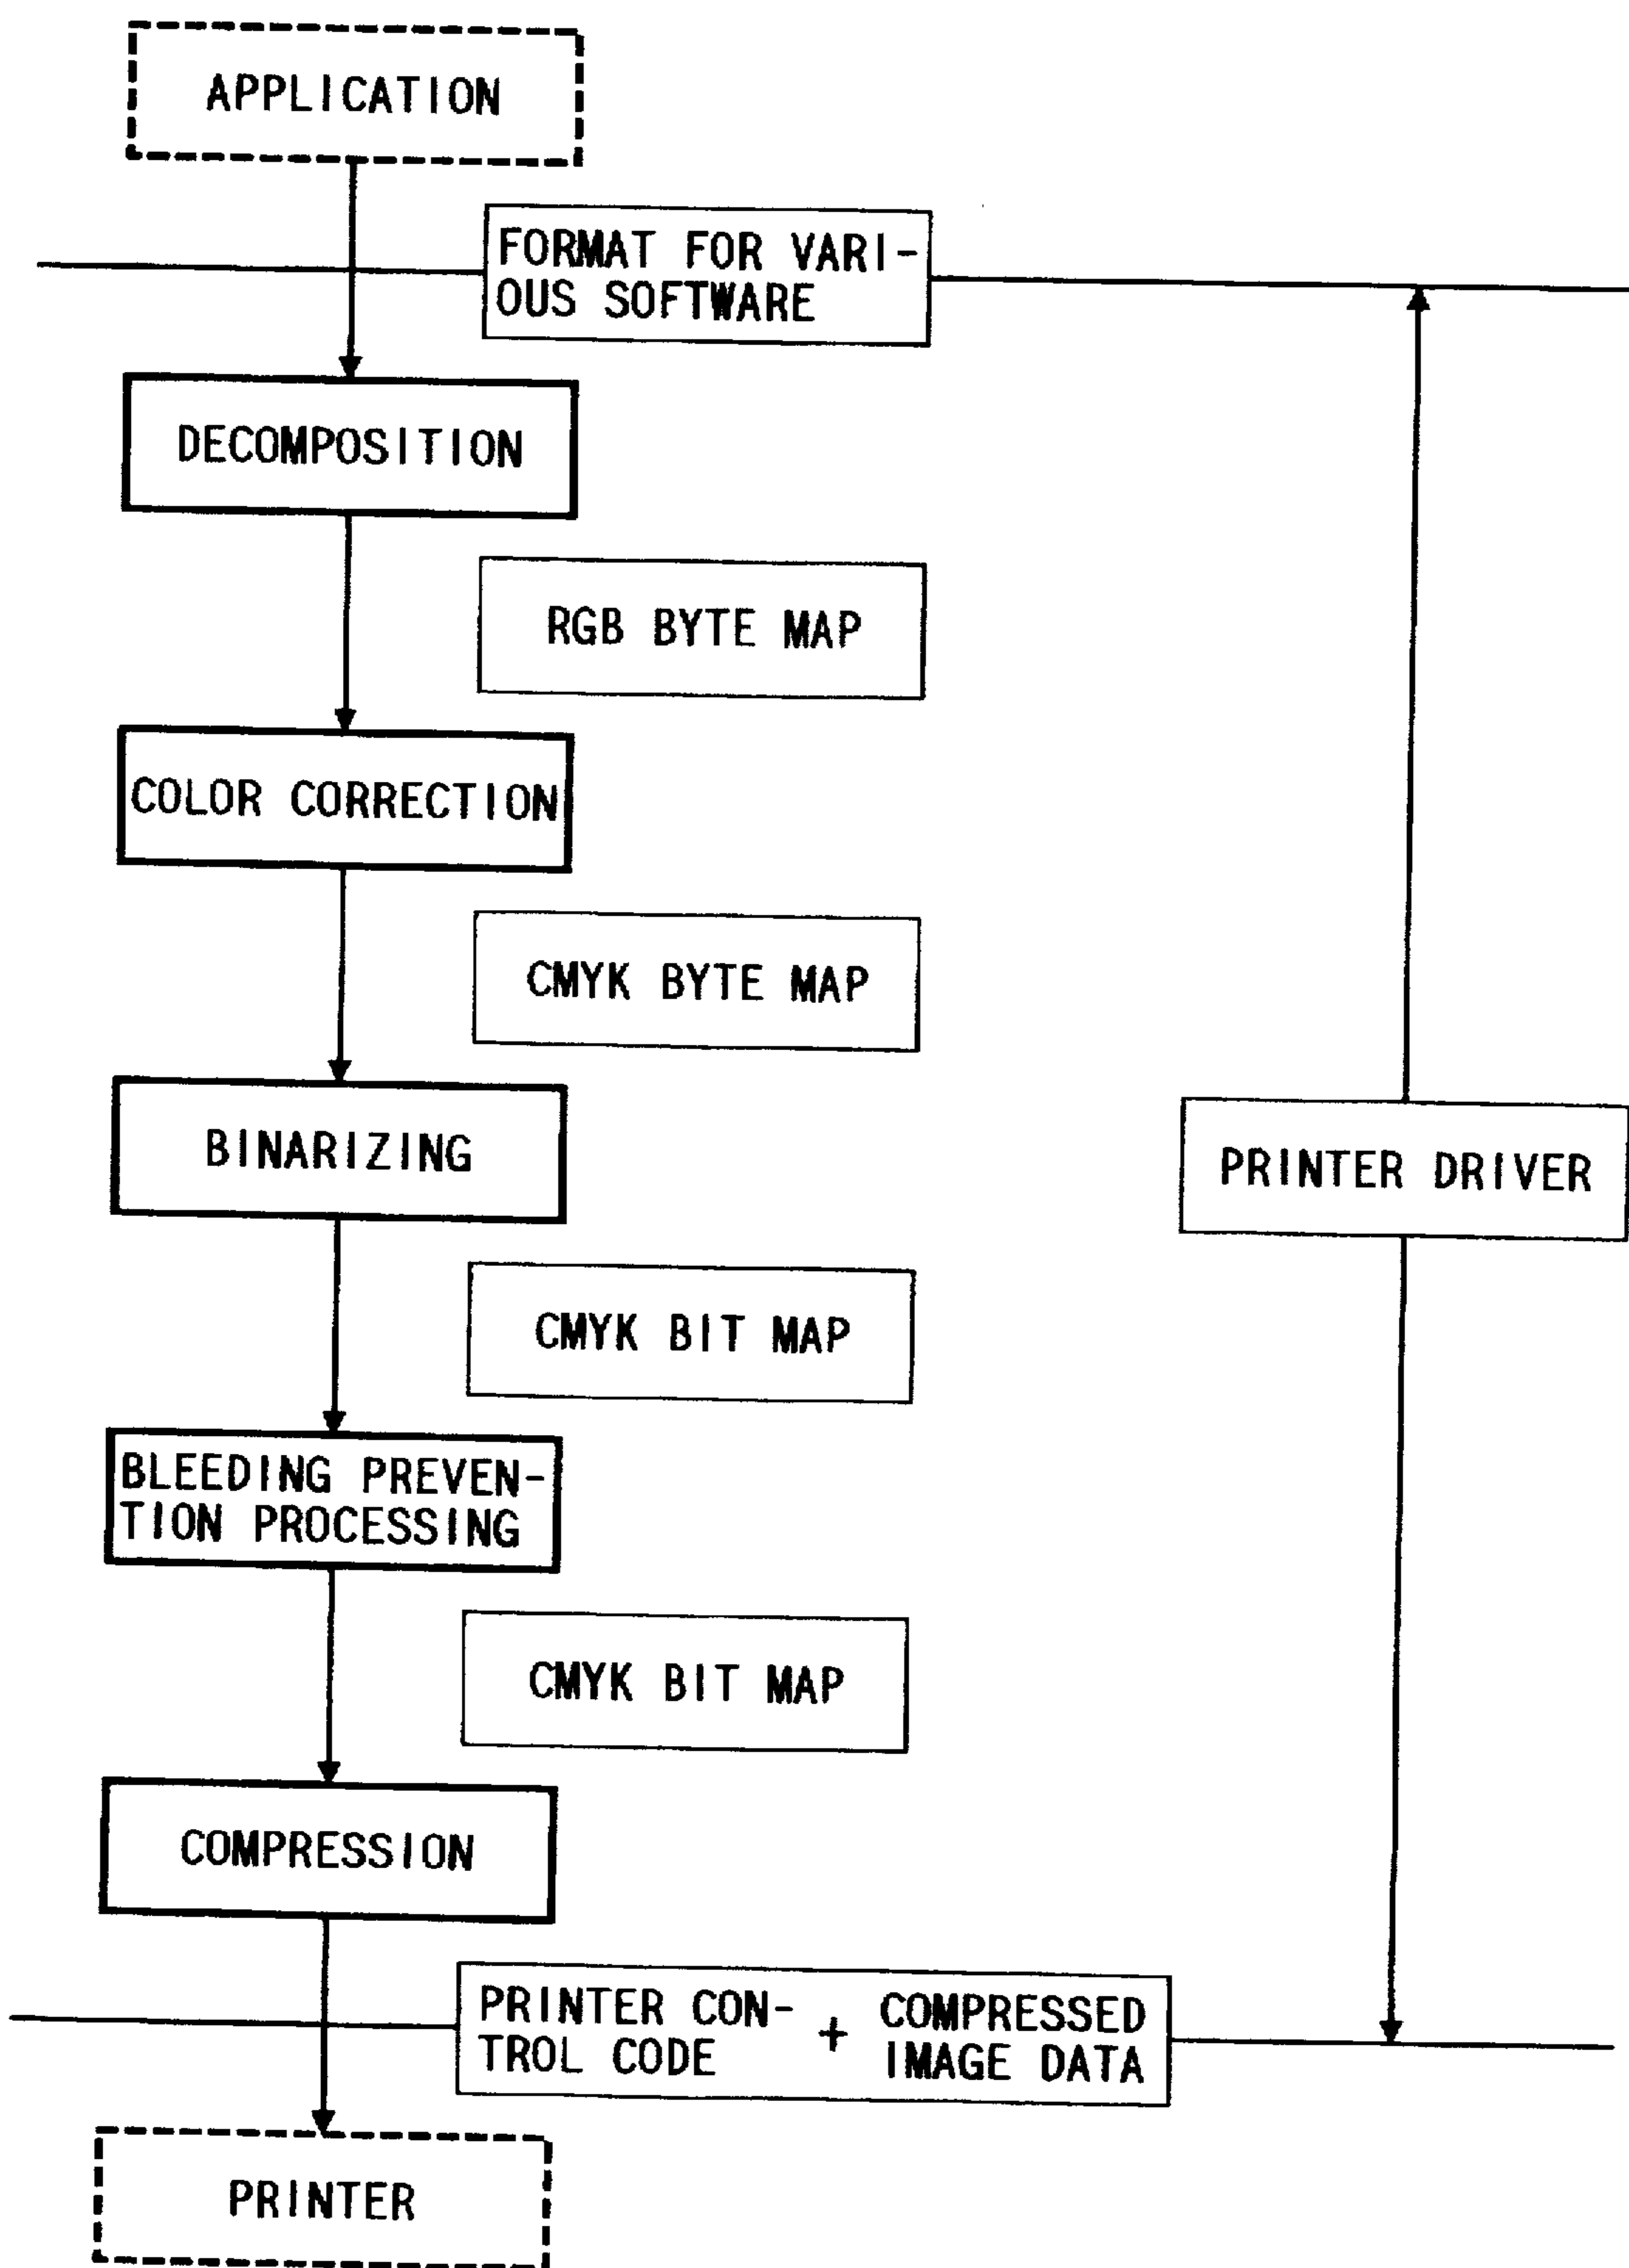 APPLICATION
FORMAT FOR VARI-
OUS SOFTWARE
DECOMPOSITION
RGB BYTE MAP
COLOR CORRECTION
CMYK BYTE MAP
BINARIZING
PRINTER DRIVER
CMYK BIT MAP
BLEEDING PREVEN-
TION PROCESSING
CMYK BIT MAP
COMPRESSION
PRINTER CON-
TROL CODE
+
COMPRESSED
IMAGE DATA
PRINTER